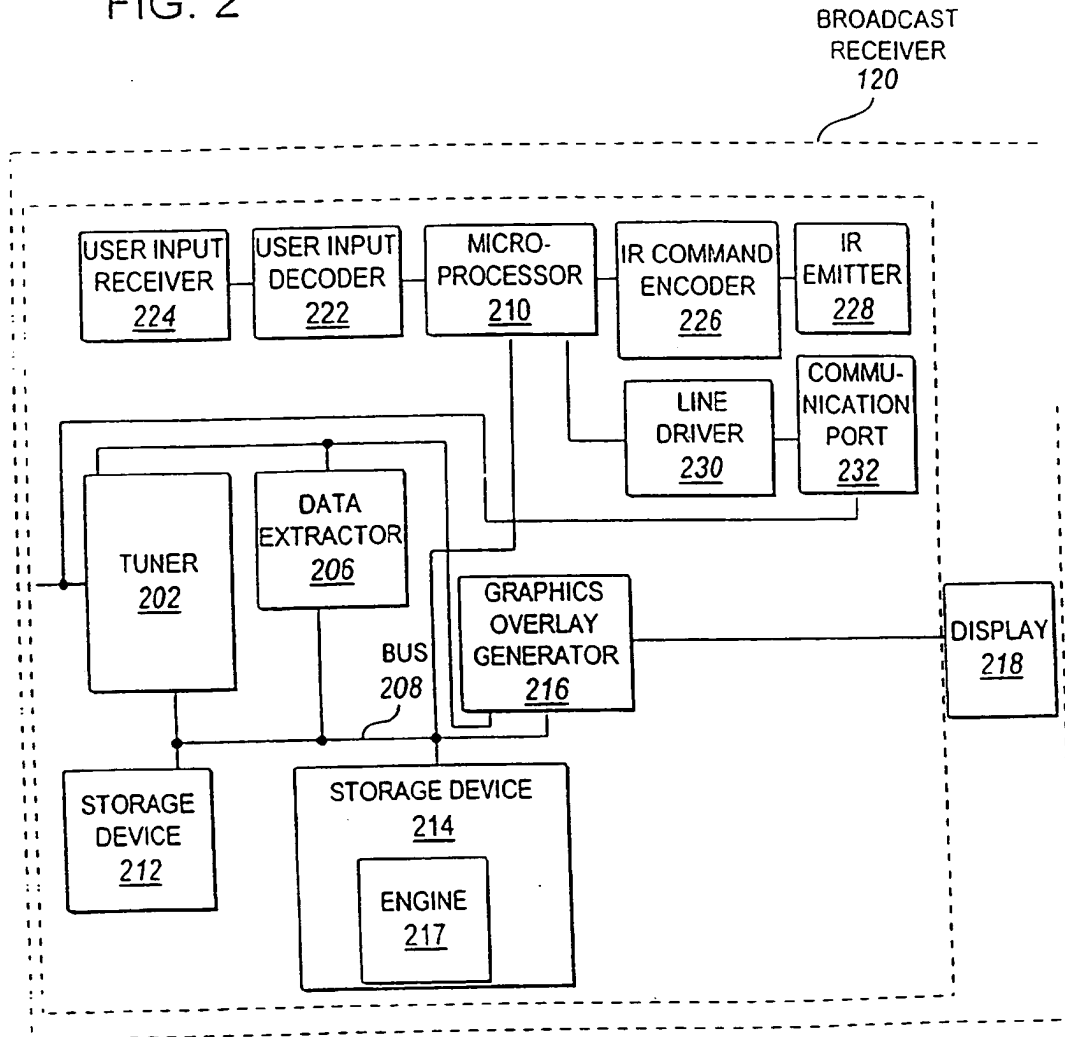 FIG. 2
BROADCAST
RECEIVER
120
USER INPUT
RECEIVER
224
USER INPUT
DECODER
222
MICRO-
PROCESSOR
210
IR COMMAND
ENCODER
226
IR
EMITTER
228
LINE
DRIVER
230
COMMU-
NICATION
PORT
232
TUNER
202
DATA
EXTRACTOR
206
GRAPHICS
OVERLAY
GENERATOR
216
DISPLAY
218
BUS
208
STORAGE
DEVICE
212
STORAGE DEVICE
214
ENGINE
217